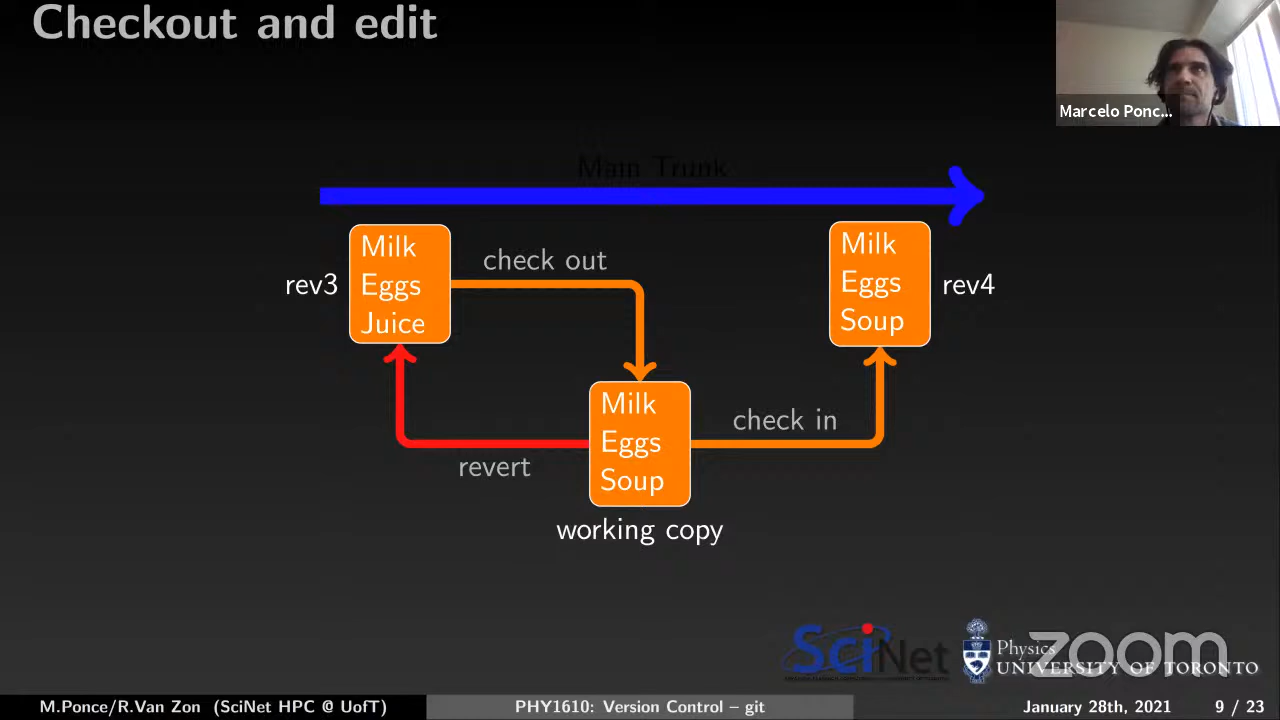 Checkout and edit
Marcelo Ponc...
Main Trunk
Milk
Eggs
Juice
rev3
check out
Milk
Eggs
Soup
rev4
Milk
Eggs
Soup
check in
revert
working copy
SciNet
Physics
UNIVERSITY OF TORONTO
zoom
M.Ponce/R.Van Zon (SciNet HPC @ UofT)
PHY1610: Version Control – git
January 28th, 2021
9 / 23